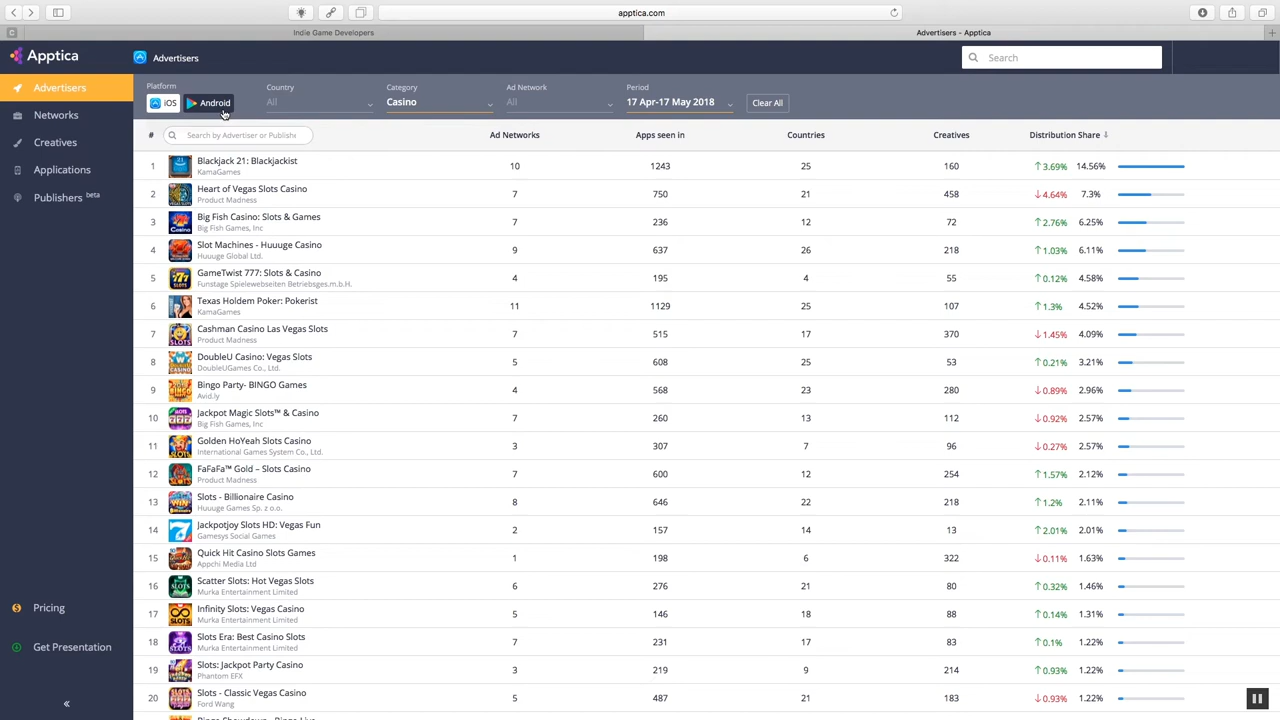 apptica.com
C
Indie Game Developers
Advertisers - Apptica
Apptica
Advertisers
Search
Advertisers
Networks
Creatives
Applications
Publishers beta
Pricing
Get Presentation
«
Platform
iOS
Android
Country
All
Category
Casino
Ad Network
All
Period
17 Apr-17 May 2018
Clear All
# Search by Advertiser or Publishe Ad Networks Apps seen in Countries Creatives Distribution Share
1 Blackjack 21: Blackjackist 10 1243 25 160 ↑3.69% 14.56%
KamaGames
2 Heart of Vegas Slots Casino 7 750 21 458 ↓4.64% 7.3%
Product Madness
3 Big Fish Casino: Slots & Games 7 236 12 72 ↑2.76% 6.25%
Big Fish Games, Inc
4 Slot Machines - Huuuge Casino 9 637 26 218 ↑1.03% 6.11%
Huuuge Global Ltd.
5 GameTwist 777: Slots & Casino 4 195 4 55 ↑0.12% 4.58%
Funstage Spielewebseiten Betriebsges.m.b.H.
6 Texas Holdem Poker: Pokerist 11 1129 25 107 ↑1.3% 4.52%
KamaGames
7 Cashman Casino Las Vegas Slots 7 515 17 370 ↓1.45% 4.09%
Product Madness
8 DoubleU Casino: Vegas Slots 5 608 25 53 ↑0.21% 3.21%
DoubleUGames Co., Ltd.
9 Bingo Party- BINGO Games 4 568 23 280 ↓0.89% 2.96%
Avid.ly
10 Jackpot Magic Slots™ & Casino 7 260 13 112 ↓0.92% 2.57%
Big Fish Games, Inc
11 Golden HoYeah Slots Casino 3 307 7 96 ↓0.27% 2.57%
International Games System Co., Ltd.
12 FaFaFa™ Gold – Slots Casino 7 600 12 254 ↑1.57% 2.12%
Product Madness
13 Slots - Billionaire Casino 8 646 22 218 ↑1.2% 2.11%
Huuuge Games Sp. z o.o.
14 Jackpotjoy Slots HD: Vegas Fun 2 157 14 13 ↑2.01% 2.01%
Gamesys Social Games
15 Quick Hit Casino Slots Games 1 198 6 322 ↓0.11% 1.63%
Appchi Media Ltd
16 Scatter Slots: Hot Vegas Slots 6 276 21 80 ↑0.32% 1.46%
Murka Entertainment Limited
17 Infinity Slots: Vegas Casino 5 146 18 88 ↑0.14% 1.31%
Murka Entertainment Limited
18 Slots Era: Best Casino Slots 7 231 17 83 ↑0.1% 1.22%
Murka Entertainment Limited
19 Slots: Jackpot Party Casino 3 219 9 214 ↑0.93% 1.22%
Phantom EFX
20 Slots - Classic Vegas Casino 5 487 21 183 ↓0.93% 1.22%
Ford Wang